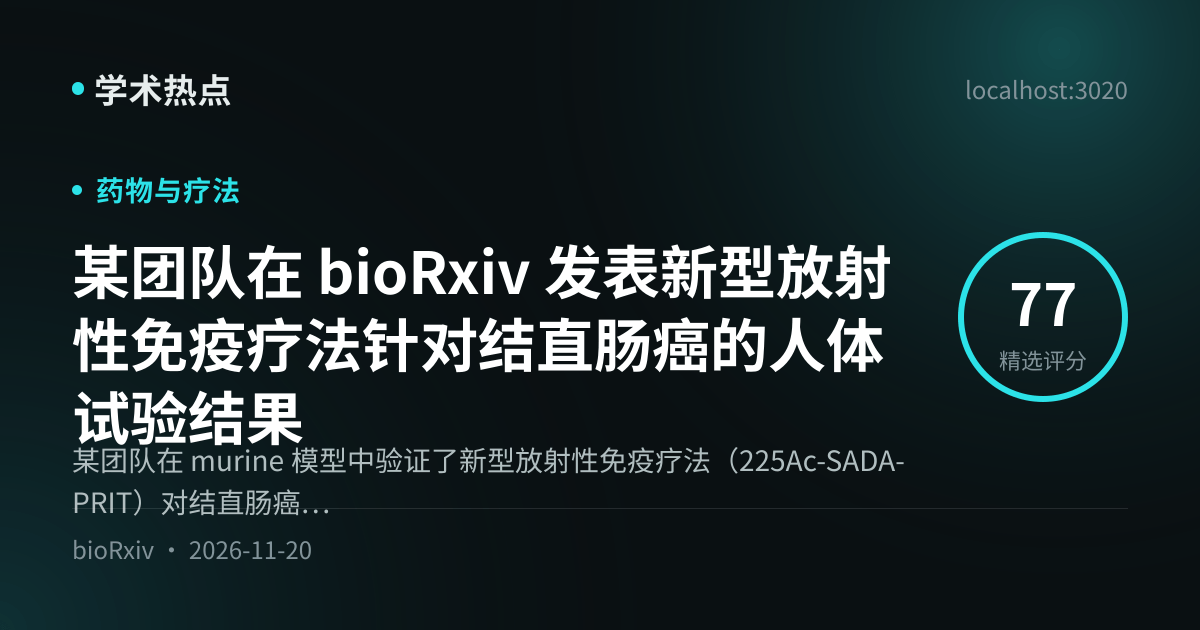 学术热点
localhost:3020
药物与疗法
某团队在 bioRxiv 发表新型放射
性免疫疗法针对结直肠癌的人体
试验结果
77
精选评分
某团队在 murine 模型中验证了新型放射性免疫疗法（225Ac-SADA-
PRIT）对结直肠癌…
bioRxiv · 2026-11-20